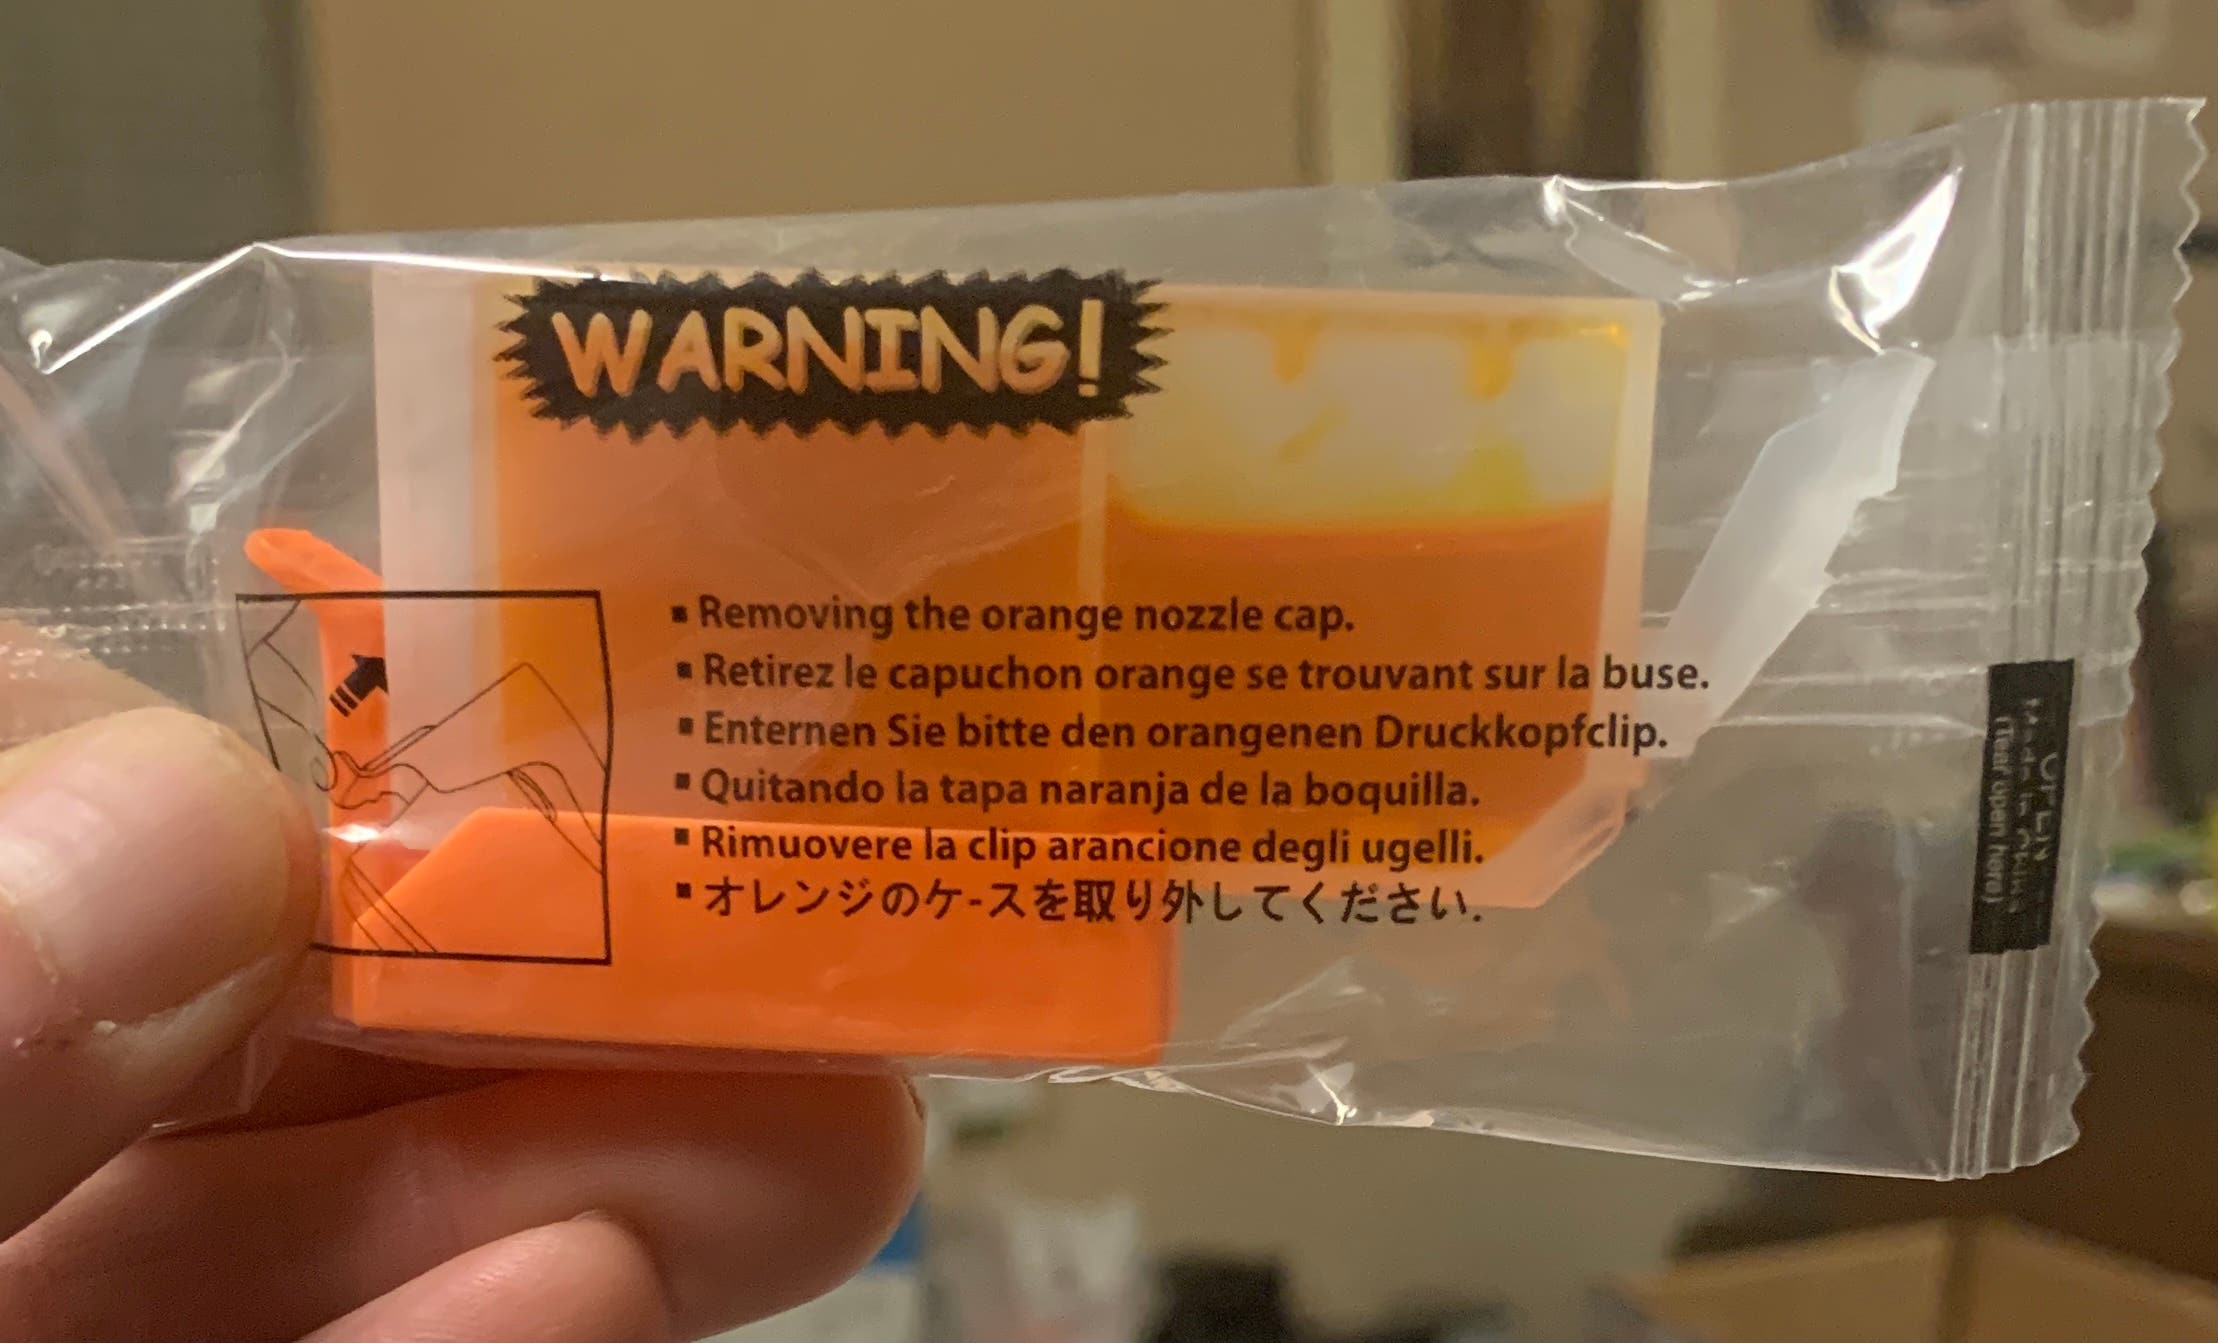 WARNING!
▪ Removing the orange nozzle cap.
▪ Retirez le capuchon orange se trouvant sur la buse.
▪ Enternen Sie bitte den orangenen Druckkopfclip.
▪ Quitando la tapa naranja de la boquilla.
▪ Rimuovere la clip arancione degli ugelli.
▪ オレンジのケ-スを取り外してください.
OPEN
(Tear open here)